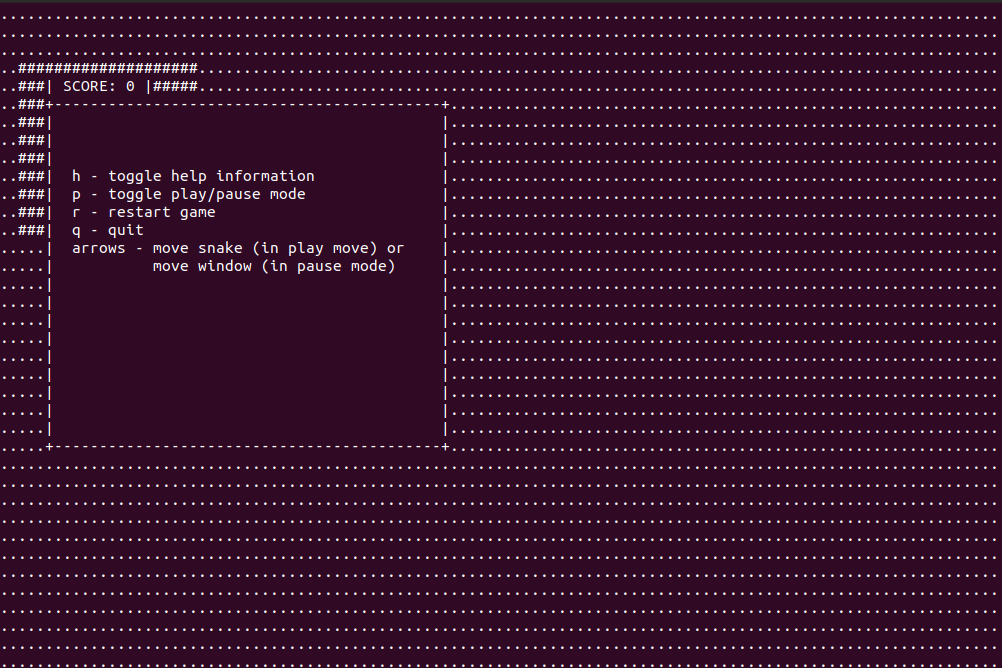 SCORE: 0
h - toggle help information
p - toggle play/pause mode
r - restart game
q - quit
arrows - move snake (in play move) or
move window (in pause mode)